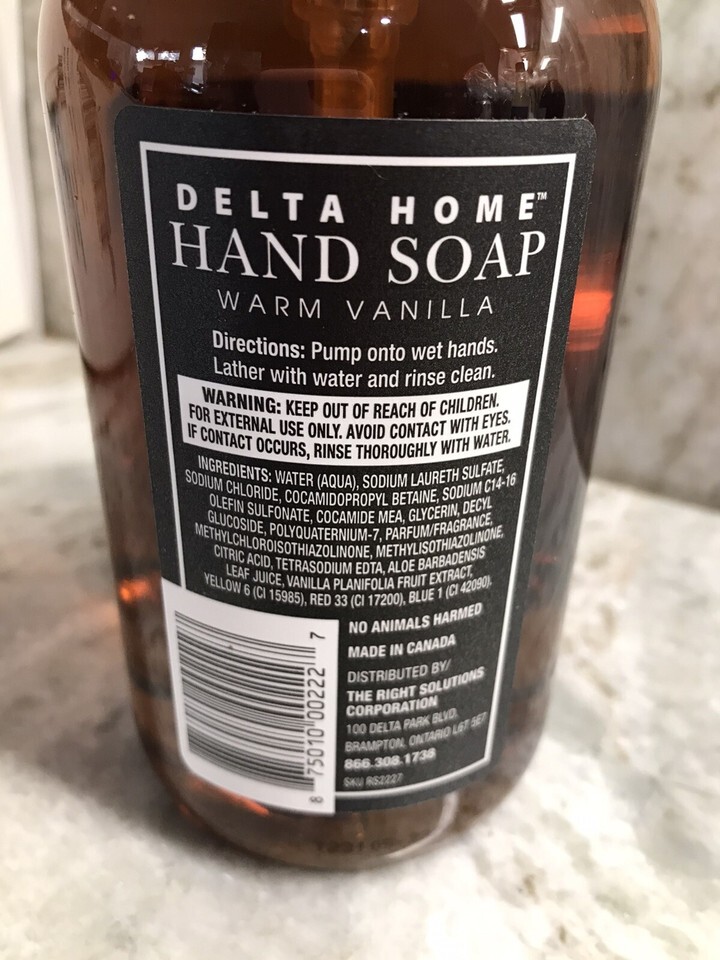 DELTA HOME™
HAND SOAP
WARM VANILLA
Directions: Pump onto wet hands.
Lather with water and rinse clean.
WARNING: KEEP OUT OF REACH OF CHILDREN.
FOR EXTERNAL USE ONLY. AVOID CONTACT WITH EYES.
IF CONTACT OCCURS, RINSE THOROUGHLY WITH WATER.
INGREDIENTS: WATER (AQUA), SODIUM LAURETH SULFATE,
SODIUM CHLORIDE, COCAMIDOPROPYL BETAINE, SODIUM C14-16
OLEFIN SULFONATE, COCAMIDE MEA, GLYCERIN, DECYL
GLUCOSIDE, POLYQUATERNIUM-7, PARFUM/FRAGRANCE,
METHYLCHLOROISOTHIAZOLINONE, METHYLISOTHIAZOLINONE,
CITRIC ACID, TETRASODIUM EDTA, ALOE BARBADENSIS
LEAF JUICE, VANILLA PLANIFOLIA FRUIT EXTRACT,
YELLOW 6 (CI 15985), RED 33 (CI 17200), BLUE 1 (CI 42090).
NO ANIMALS HARMED
MADE IN CANADA
DISTRIBUTED BY/
THE RIGHT SOLUTIONS
CORPORATION
100 DELTA PARK BLVD.
BRAMPTON, ONTARIO L6T 5E7
866.308.1738
SKU RS2227
8 75010 00222 7